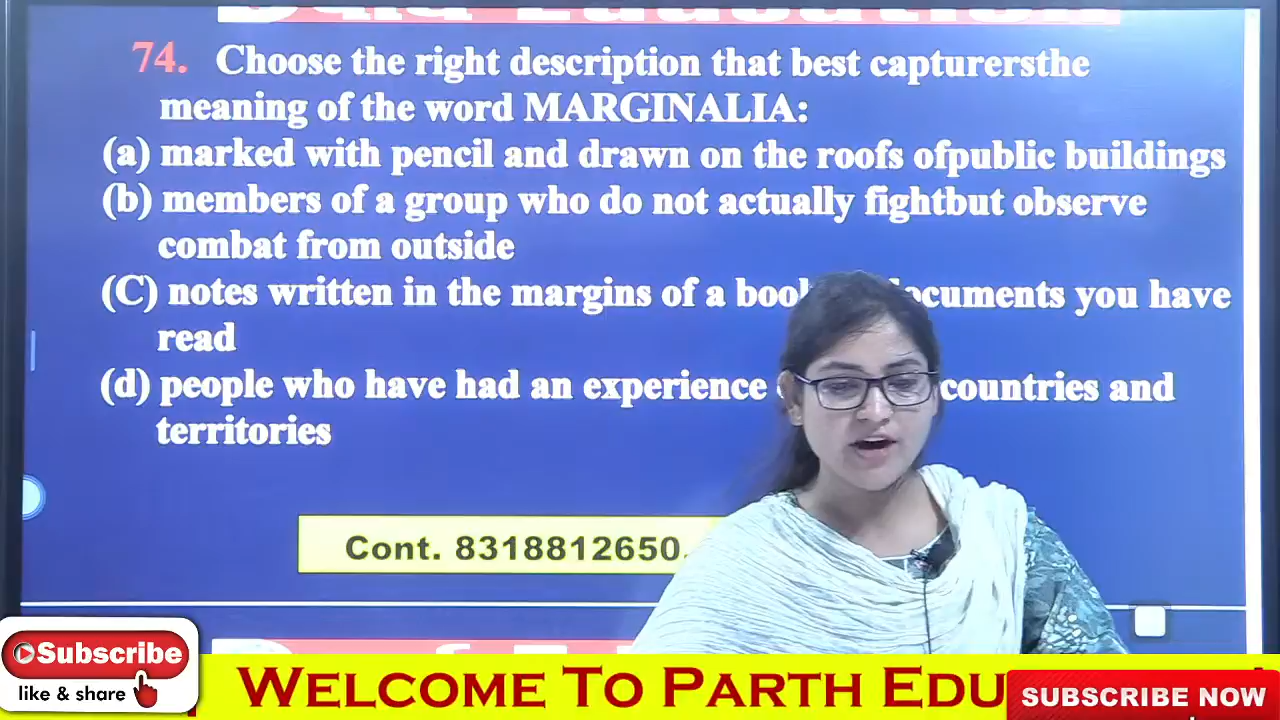 74. Choose the right description that best capturersthe
meaning of the word MARGINALIA:
(a) marked with pencil and drawn on the roofs ofpublic buildings
(b) members of a group who do not actually fightbut observe
combat from outside
(C) notes written in the margins of a documents you have
read
(d) people who have had an experience countries and
territories
Cont. 8318812650
Subscribe
like & share
WELCOME TO PARTH EDU
SUBSCRIBE NOW